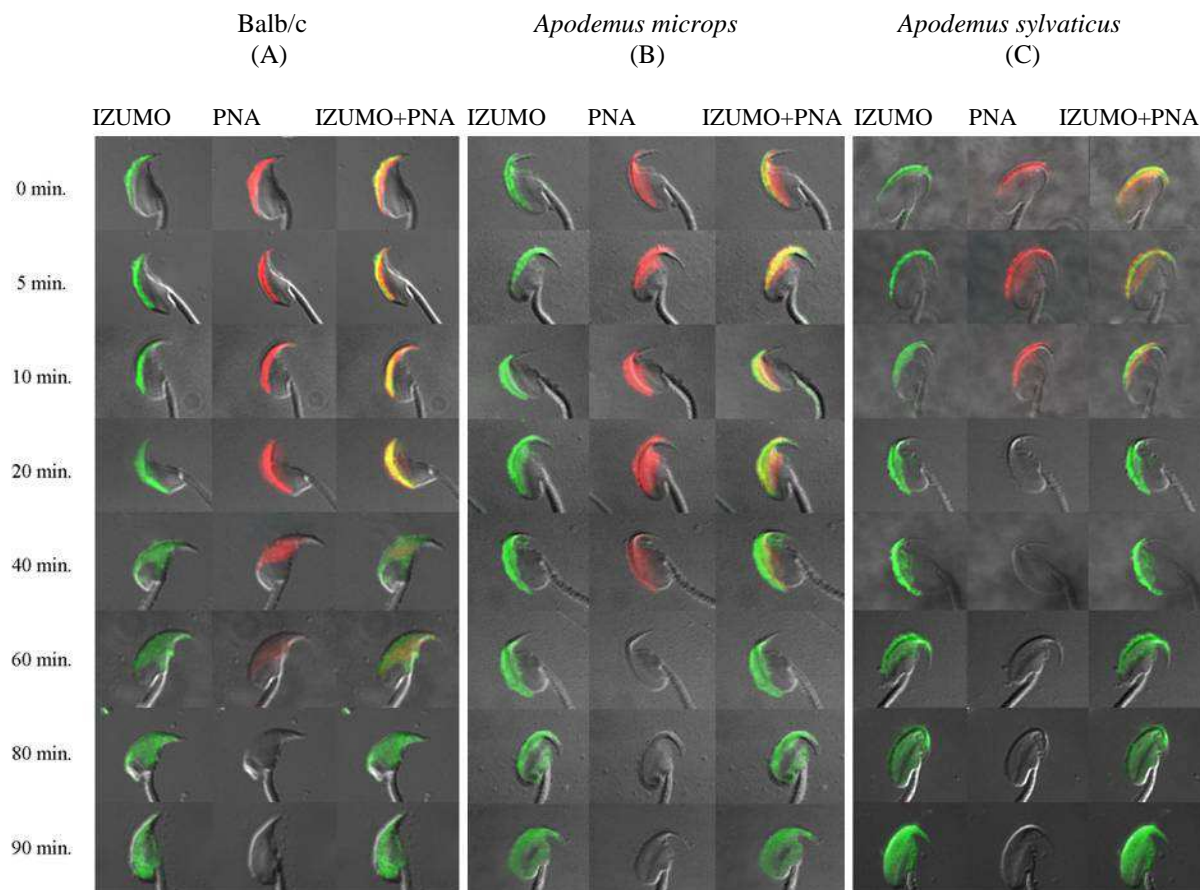 Balb/c Apodemus microps Apodemus sylvaticus
(A) (B) (C)
IZUMO PNA IZUMO+PNA IZUMO PNA IZUMO+PNA IZUMO PNA IZUMO+PNA
0 min.
5 min.
10 min.
20 min.
40 min.
60 min.
80 min.
90 min.